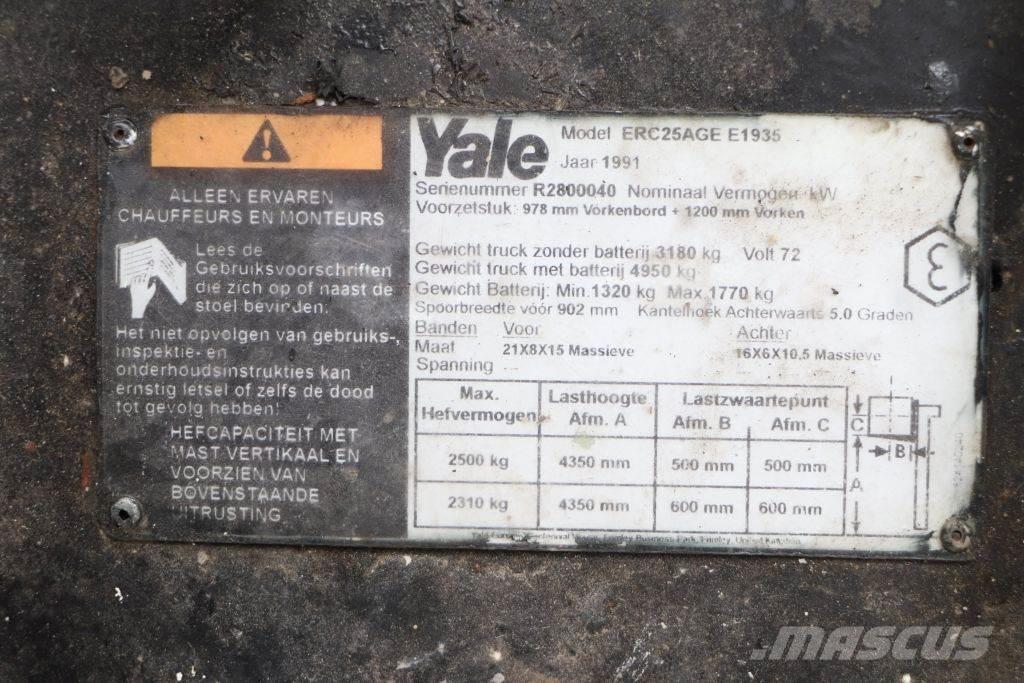 ALLEEN ERVAREN
CHAUFFEURS EN MONTEURS
Lees de
Gebruiksvoorschriften
die zich op of naast de
stoel bevinden.
Het niet opvolgen van gebruiks-,
inspektie- en
onderhoudsinstrukties kan
ernstig letsel of zelfs de dood
tot gevolg hebben!
HEFCAPACITEIT MET
MAST VERTIKAAL EN
VOORZIEN VAN
BOVENSTAANDE
UITRUSTING
Yale
Model ERC25AGE E1935
Jaar 1991
Serienummer R2800040 Nominaal Vermogen kW
Voorzetstuk: 978 mm Vorkenbord + 1200 mm Vorken
Gewicht truck zonder batterij 3180 kg Volt 72
Gewicht truck met batterij 4950 kg
Gewicht Batterij: Min.1320 kg Max.1770 kg
Spoorbreedte vóór 902 mm Kantelhoek Achterwaarts 5.0 Graden
Banden Voor Achter
Maat 21X8X15 Massieve 16X6X10.5 Massieve
Spanning
Max. Lasthoogte Lastzwaartepunt
Hefvermogen Afm. A Afm. B Afm. C
2500 kg 4350 mm 500 mm 500 mm
2310 kg 4350 mm 600 mm 600 mm
C
B
A
Business Park, Frimley, United Kingdom
MASCUS